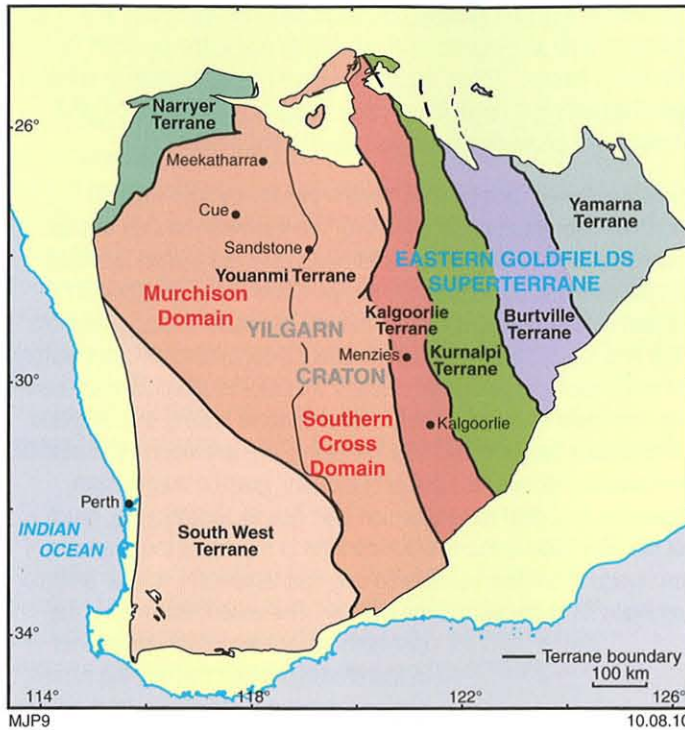 Narryer
Terrane
26°
Meekatharra
Cue
Sandstone
Youanmi Terrane
Murchison
Domain
YILGARN
CRATON
Yamarna
Terrane
EASTERN GOLDFIELDS
SUPERTERRANE
Kalgoorlie
Terrane
Burtville
Terrane
Menzies
Kurnalpi
Terrane
30°
Southern
Cross
Domain
Kalgoorlie
Perth
INDIAN
OCEAN
South West
Terrane
34°
Terrane boundary
100 km
114°
118°
122°
126°
MJP9
10.08.10